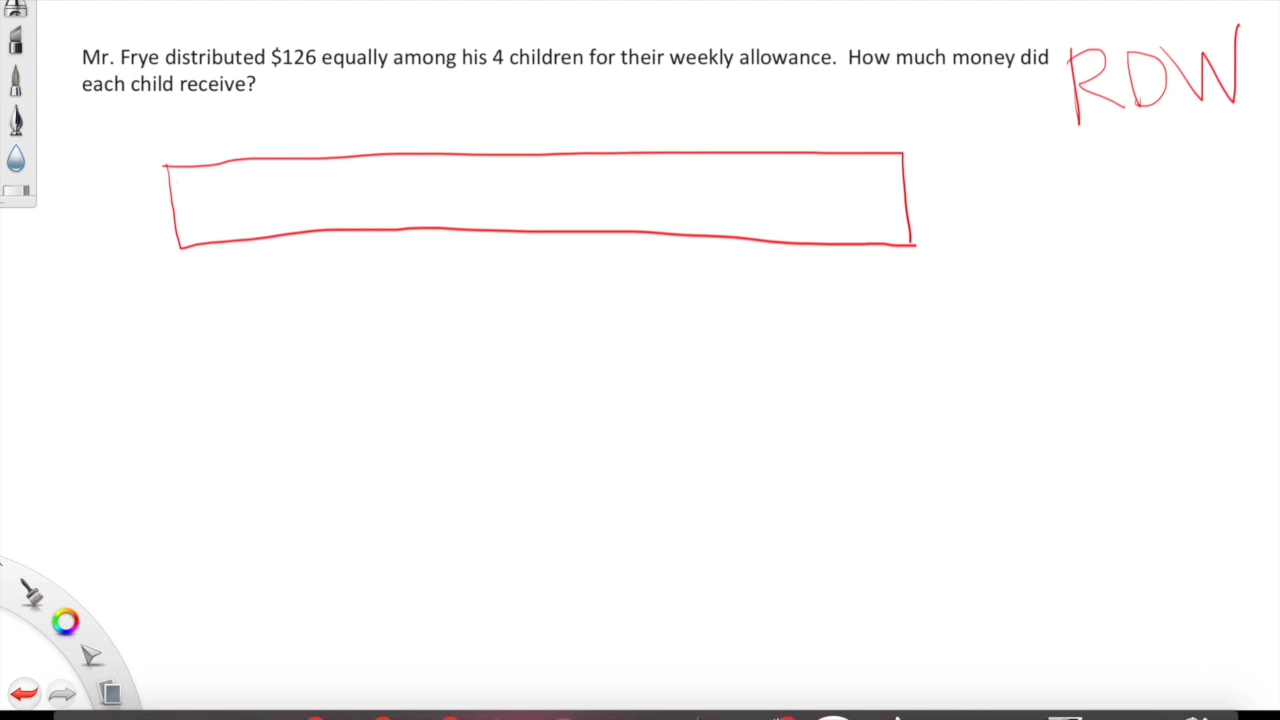 Mr. Frye distributed $126 equally among his 4 children for their weekly allowance.  How much money did
each child receive?
RDW